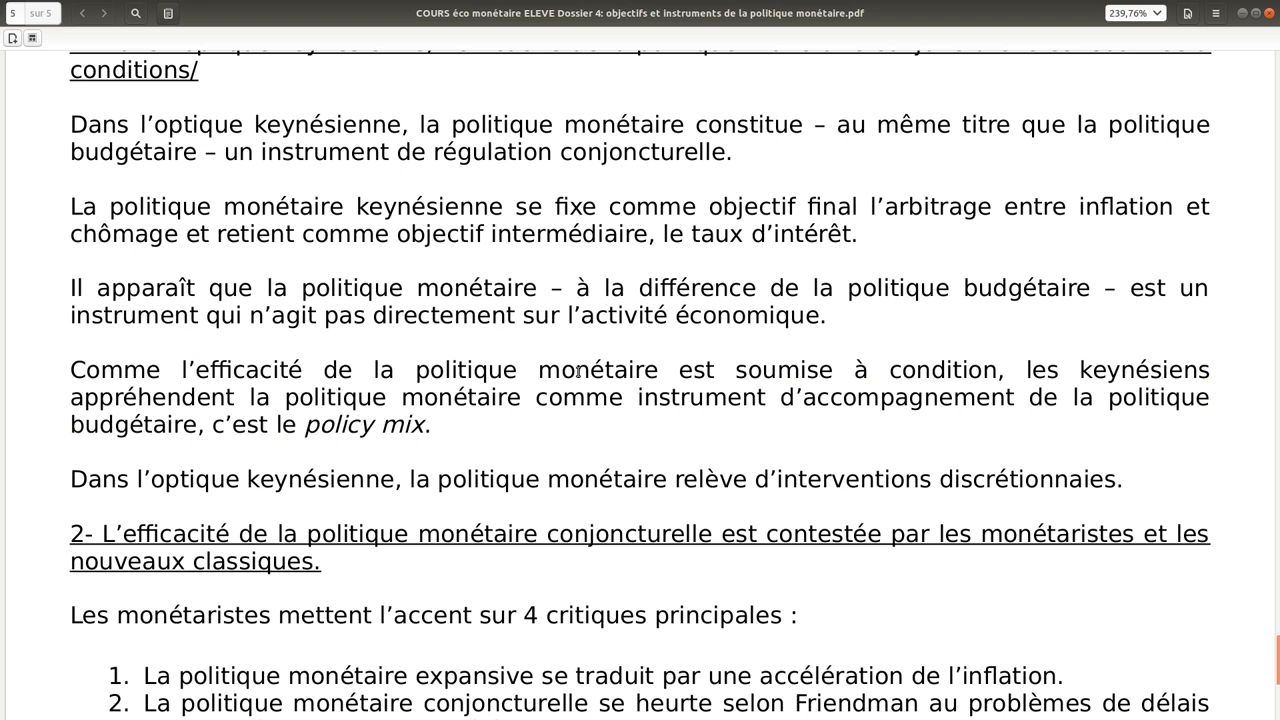 5 sur 5
COURS éco monétaire ELEVE Dossier 4: objectifs et instruments de la politique monétaire.pdf
239,76%
conditions/
Dans l’optique keynésienne, la politique monétaire constitue – au même titre que la politique
budgétaire – un instrument de régulation conjoncturelle.
La politique monétaire keynésienne se fixe comme objectif final l’arbitrage entre inflation et
chômage et retient comme objectif intermédiaire, le taux d’intérêt.
Il apparaît que la politique monétaire – à la différence de la politique budgétaire – est un
instrument qui n’agit pas directement sur l’activité économique.
Comme l’efficacité de la politique monétaire est soumise à condition, les keynésiens
appréhendent la politique monétaire comme instrument d’accompagnement de la politique
budgétaire, c’est le policy mix.
Dans l’optique keynésienne, la politique monétaire relève d’interventions discrétionnaies.
2- L’efficacité de la politique monétaire conjoncturelle est contestée par les monétaristes et les
nouveaux classiques.
Les monétaristes mettent l’accent sur 4 critiques principales :
1. La politique monétaire expansive se traduit par une accélération de l’inflation.
2. La politique monétaire conjoncturelle se heurte selon Friendman au problèmes de délais